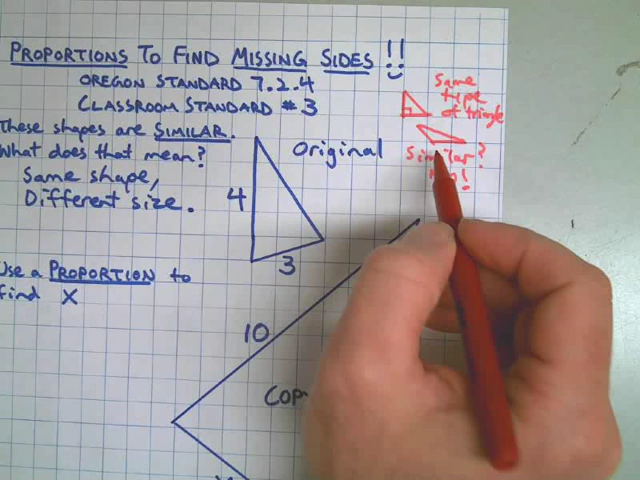 PROPORTIONS TO FIND MISSING SIDES !!
OREGON STANDARD 7.2.4
CLASSROOM STANDARD #3
These shapes are SIMILAR.
What does that mean?
Same shape,
Different size.
Original
4
3
Same
type
of triangle
Similar?
Use a PROPORTION to
find X
10